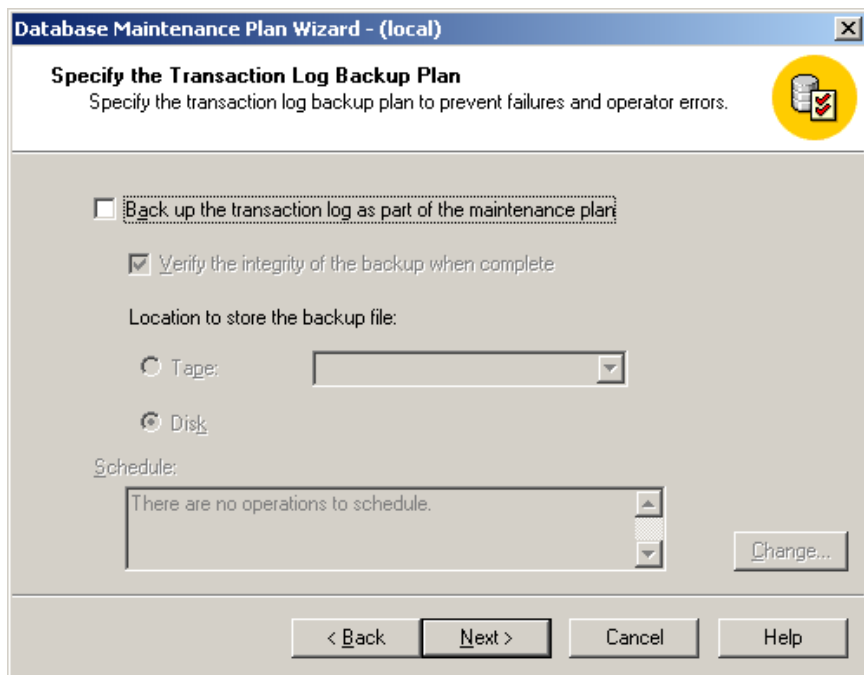 Database Maintenance Plan Wizard - (local)
Specify the Transaction Log Backup Plan
Specify the transaction log backup plan to prevent failures and operator errors.
Back up the transaction log as part of the maintenance plan
Verify the integrity of the backup when complete
Location to store the backup file:
Tape:
Disk
Schedule:
There are no operations to schedule.
Change...
< Back Next > Cancel Help